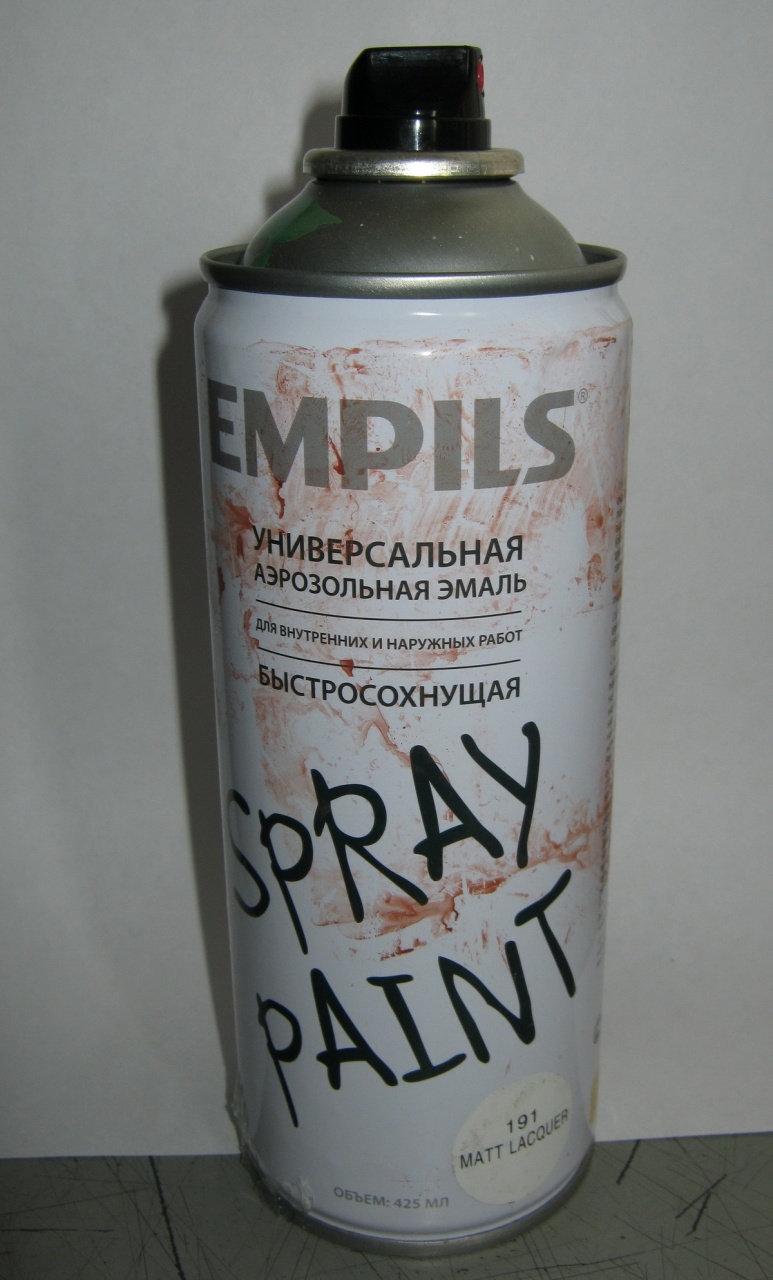 EMPILS®
УНИВЕРСАЛЬНАЯ
АЭРОЗОЛЬНАЯ ЭМАЛЬ
ДЛЯ ВНУТРЕННИХ И НАРУЖНЫХ РАБОТ
БЫСТРОСОХНУЩАЯ
SPRAY
PAINT
191
MATT LACQUER
ОБЪЕМ: 425 МЛ